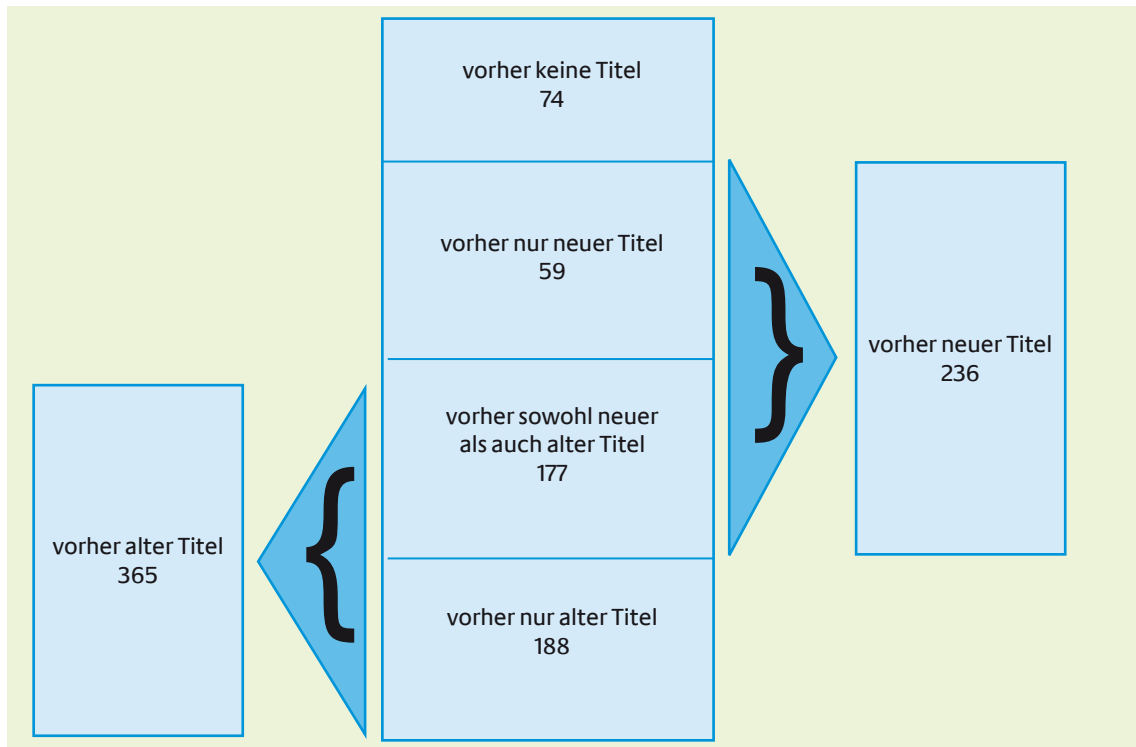 vorher keine Titel
74
vorher nur neuer Titel
59
vorher neuer Titel
236
vorher sowohl neuer
als auch alter Titel
177
vorher alter Titel
365
vorher nur alter Titel
188